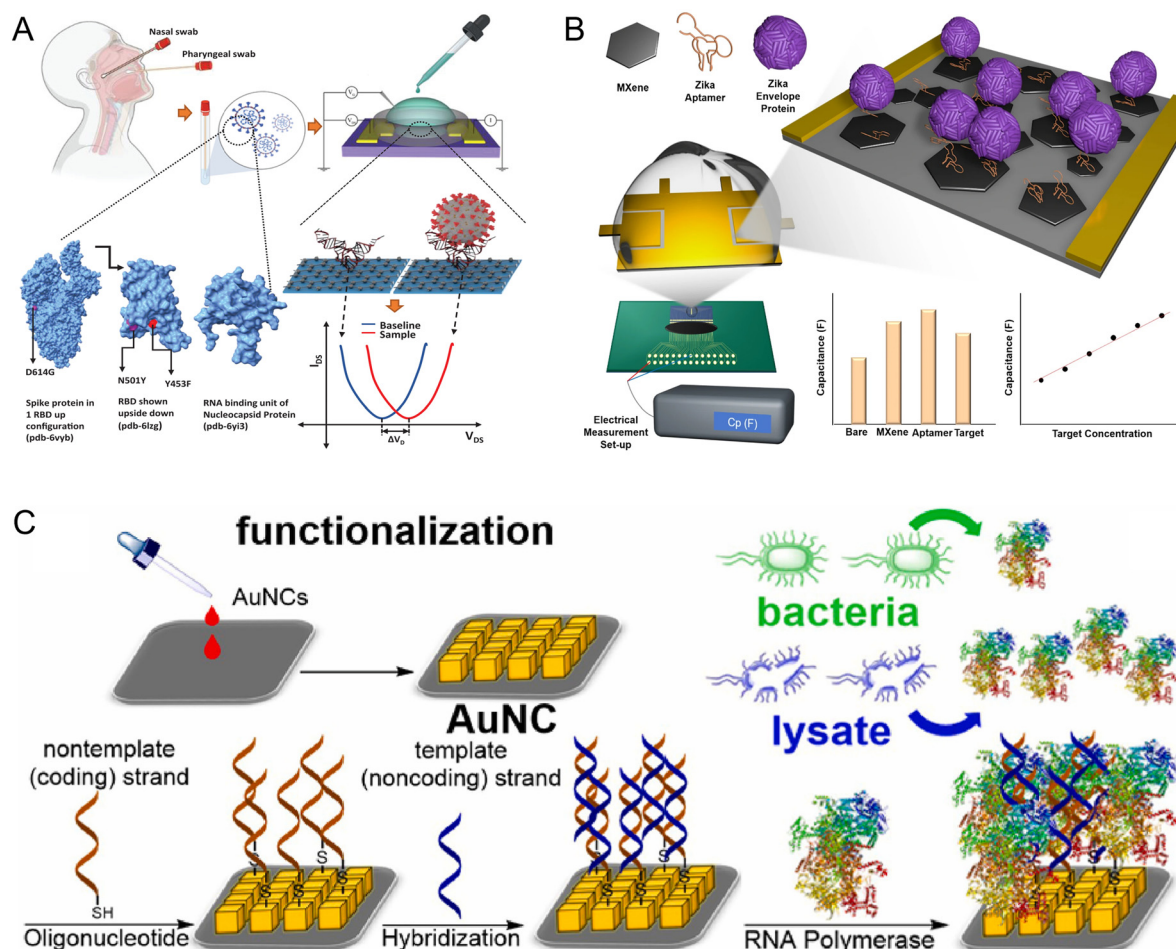 A
Nasal swab
Pharyngeal swab
D614G
N501Y
Y453F
Spike protein in
1 RBD up
configuration
(pdb-6vyb)
RBD shown
upside down
(pdb-6lzg)
RNA binding unit of
Nucleocapsid Protein
(pdb-6yi3)
Baseline
Sample
I_DS
ΔV_D
V_DS
B
MXene
Zika
Aptamer
Zika
Envelope
Protein
Electrical
Measurement
Set-up
Cp (F)
Capacitance (F)
Bare
MXene
Aptamer
Target
Capacitance (F)
Target Concentration
C
functionalization
AuNCs
AuNC
nontemplate
(coding) strand
SH
Oligonucleotide
S
S
S
S
S
template
(noncoding) strand
Hybridization
S
S
S
S
S
bacteria
lysate
RNA Polymerase
S
S